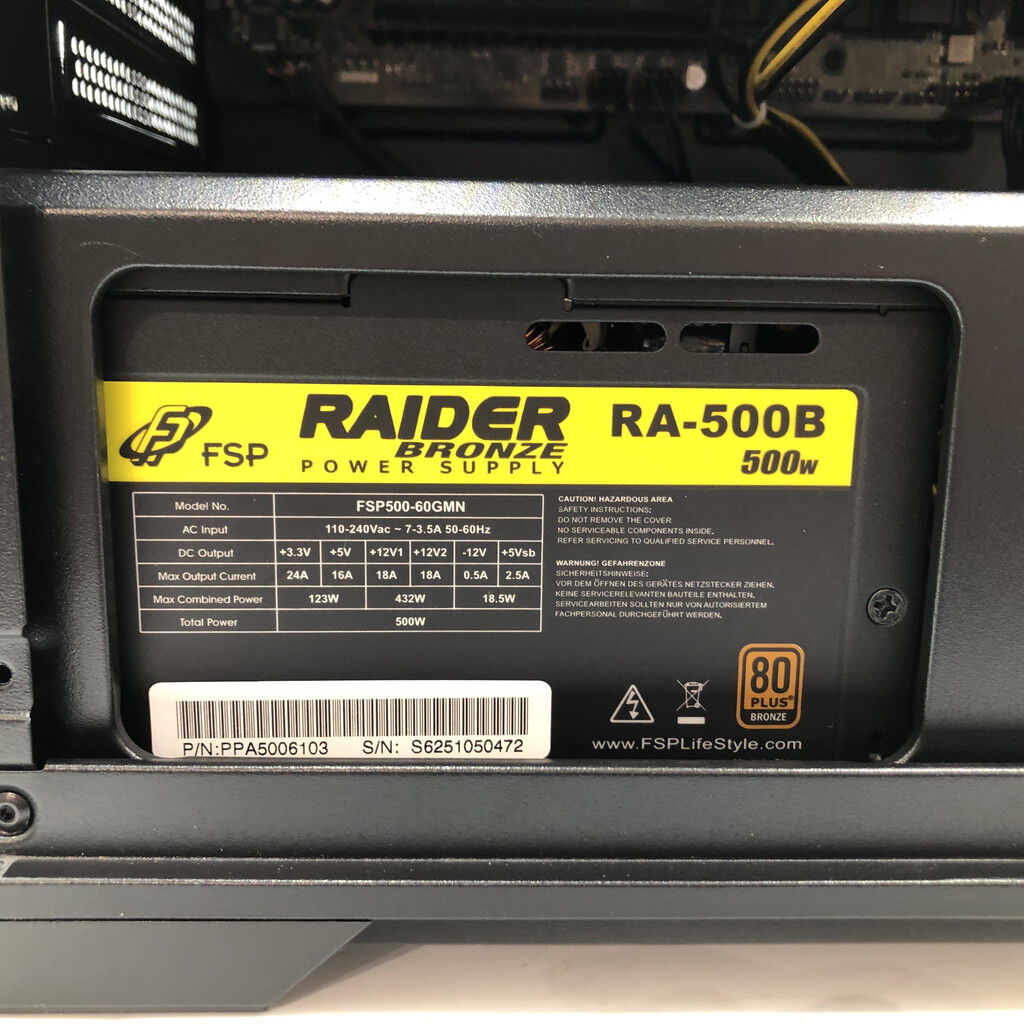 FSP
RAIDER
BRONZE
POWER SUPPLY
RA-500B
500W
Model No. FSP500-60GMN
AC Input 110-240Vac ~ 7-3.5A 50-60Hz
DC Output +3.3V +5V +12V1 +12V2 -12V +5Vsb
Max Output Current 24A 16A 18A 18A 0.5A 2.5A
Max Combined Power 123W 432W 18.5W
Total Power 500W
CAUTION! HAZARDOUS AREA
SAFETY INSTRUCTIONS:
DO NOT REMOVE THE COVER
NO SERVICEABLE COMPONENTS INSIDE.
REFER SERVICING TO QUALIFIED SERVICE PERSONNEL.
WARNUNG! GEFAHRENZONE
SICHERHEITSHINWEISE:
VOR DEM ÖFFNEN DES GERÄTES NETZSTECKER ZIEHEN.
KEINE SERVICERELEVANTEN BAUTEILE ENTHALTEN.
SERVICEARBEITEN SOLLTEN NUR VON AUTORISIERTEM
FACHPERSONAL DURCHGEFÜHRT WERDEN.
80
PLUS®
BRONZE
P/N:PPA5006103 S/N: S6251050472
www.FSPLifeStyle.com